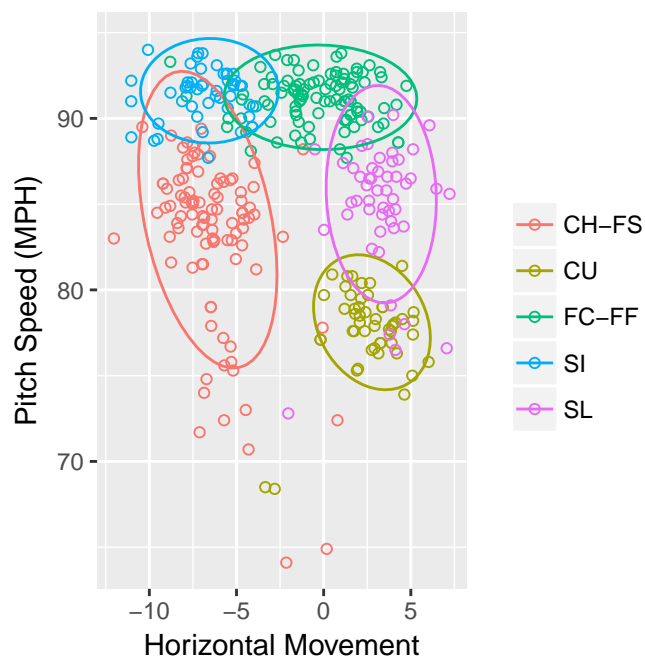 90
80
70
Pitch Speed (MPH)
−10 −5 0 5
Horizontal Movement
CH−FS
CU
FC−FF
SI
SL